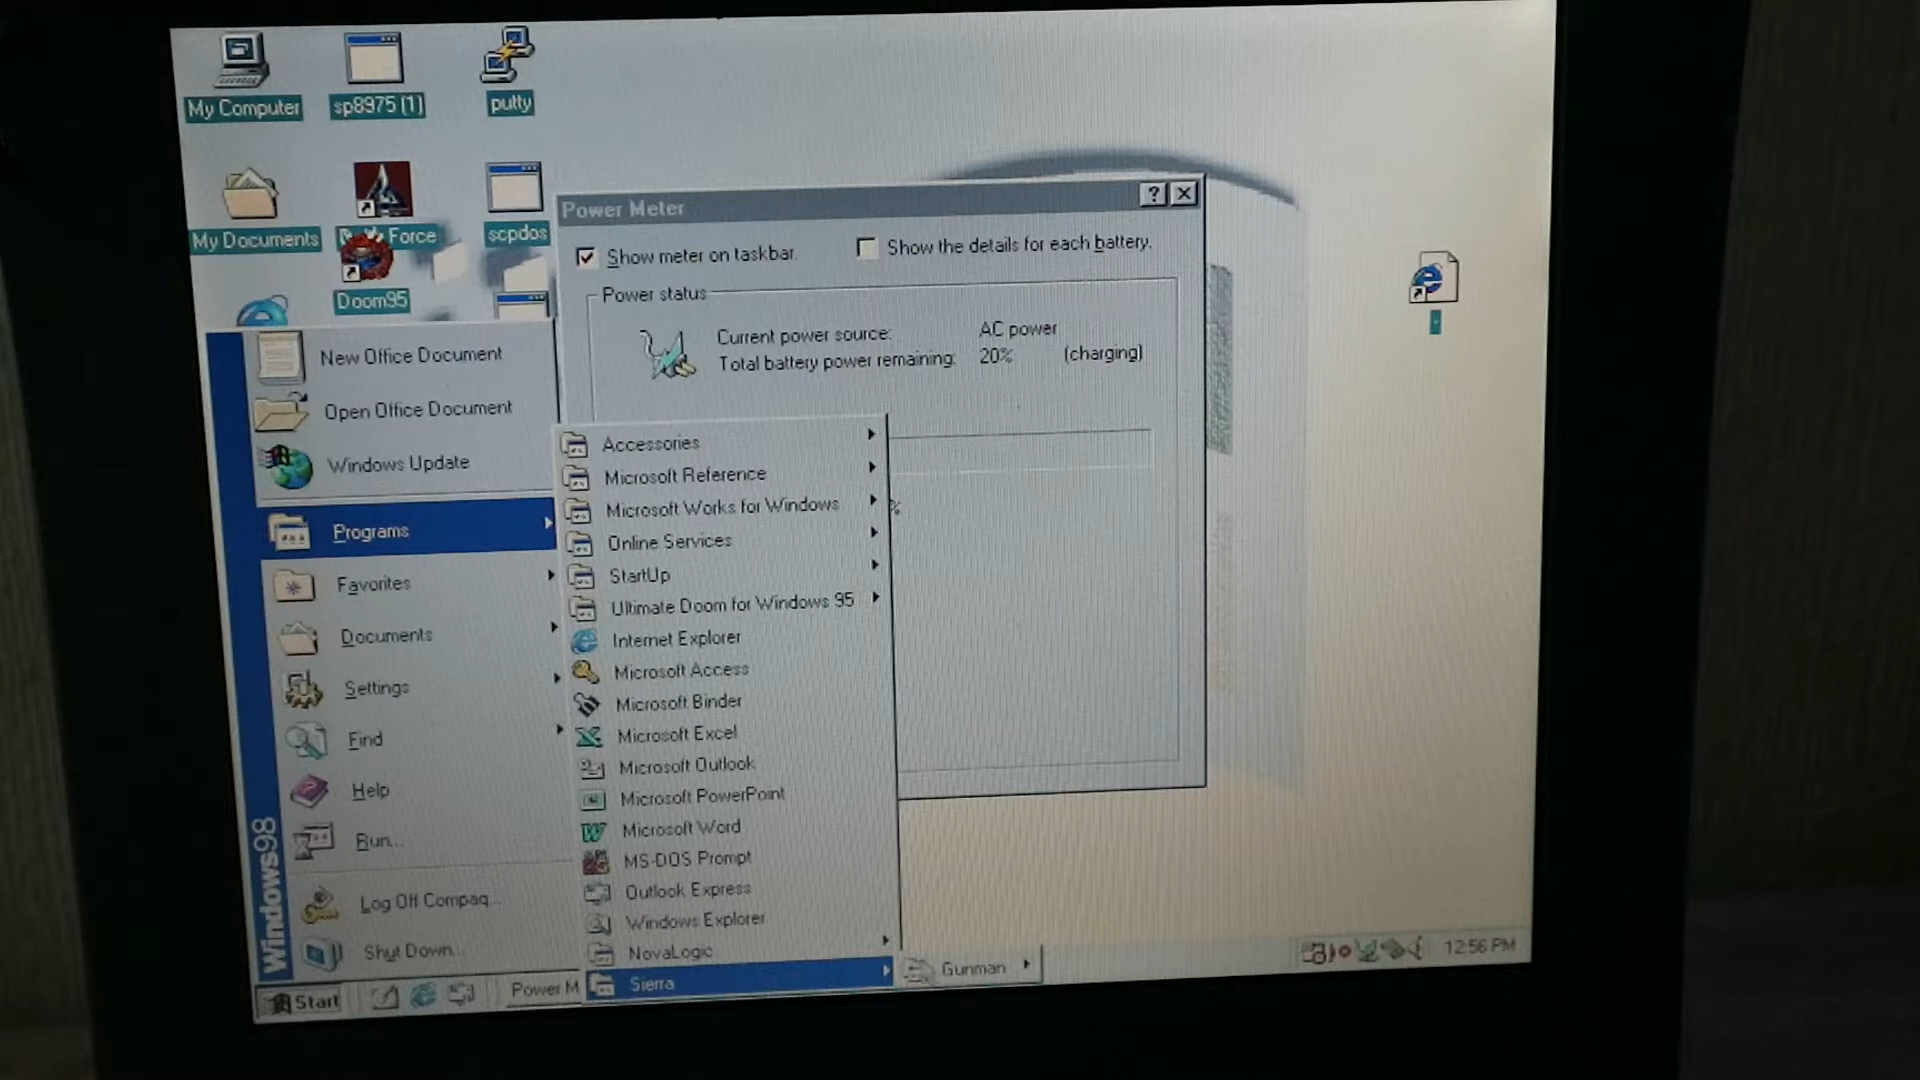 My Computer
sp8975 (1)
putty
My Documents
Force
scpdos
Doom95
Power Meter
Show meter on taskbar.
Show the details for each battery.
Power status
Current power source:
AC power
Total battery power remaining:
20%
(charging)
%
New Office Document
Open Office Document
Windows Update
Programs
Favorites
Documents
Settings
Find
Help
Run...
Log Off Compaq...
Shut Down...
Windows98
Accessories
Microsoft Reference
Microsoft Works for Windows
Online Services
StartUp
Ultimate Doom for Windows 95
Internet Explorer
Microsoft Access
Microsoft Binder
Microsoft Excel
Microsoft Outlook
Microsoft PowerPoint
Microsoft Word
MS-DOS Prompt
Outlook Express
Windows Explorer
NovaLogic
Sierra
Gunman
Start
Power M
12:56 PM